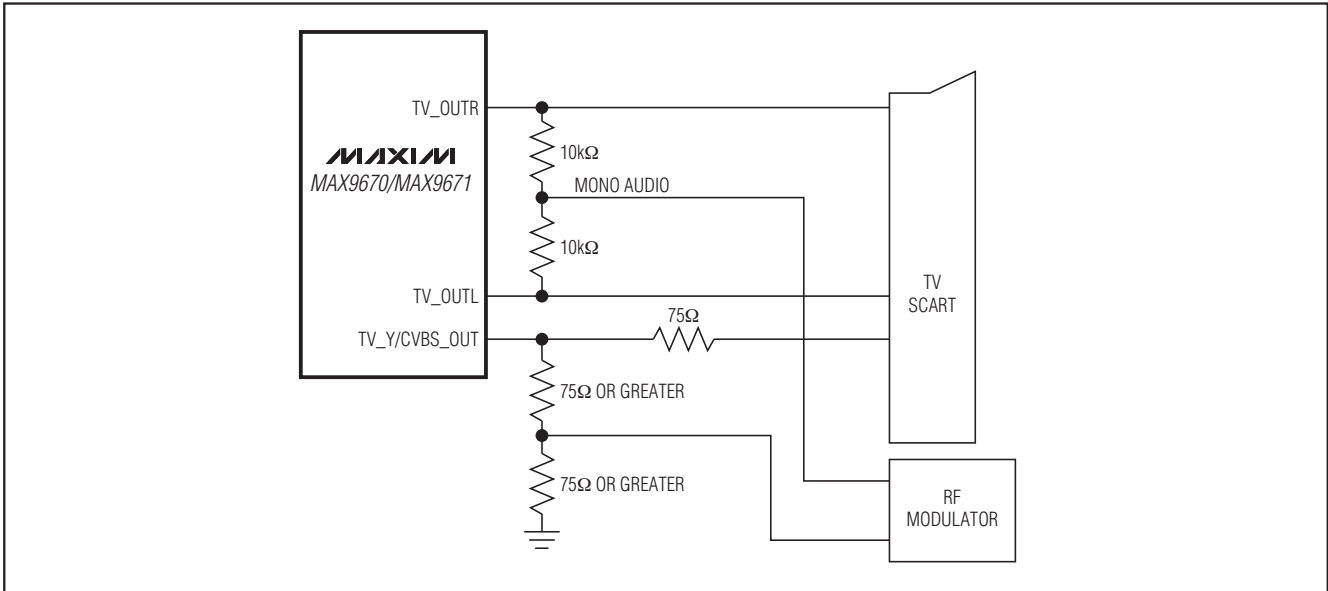 TV_OUTR
10kΩ
MAXIM
MAX9670/MAX9671
MONO AUDIO
10kΩ
TV
SCART
TV_OUTL
75Ω
TV_Y/CVBS_OUT
75Ω OR GREATER
75Ω OR GREATER
RF
MODULATOR